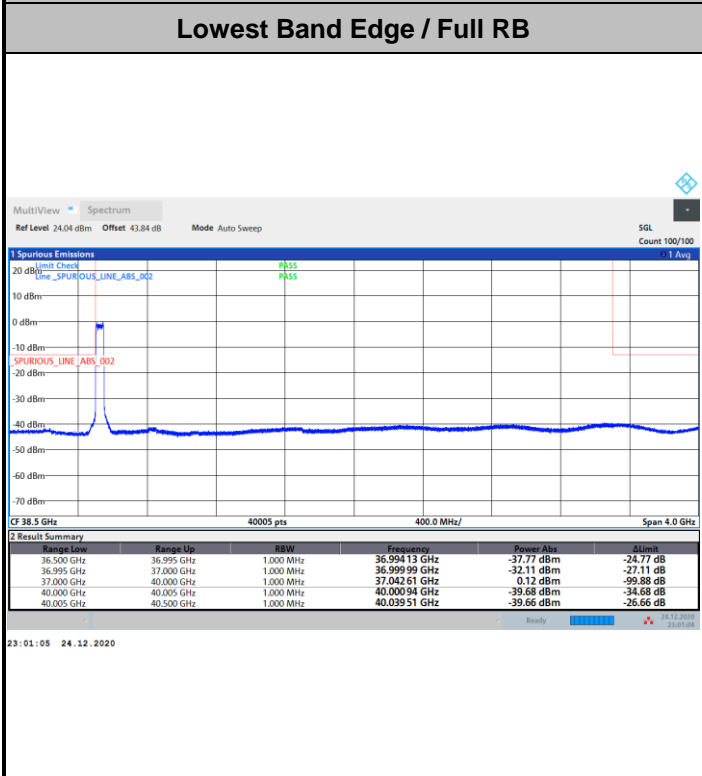 Lowest Band Edge / Full RB
MultiView Spectrum
Ref Level 24.04 dBm Offset 43.84 dB Mode Auto Sweep SGL
Count 100/100
1 Spurious Emissions 1 Avg
Limit Check PASS
20 dBm
Line _SPURIOUS_LINE_ABS_002 PASS
10 dBm
0 dBm
-10 dBm
_SPURIOUS_LINE_ABS_002
-20 dBm
-30 dBm
-40 dBm
-50 dBm
-60 dBm
-70 dBm
CF 38.5 GHz 40005 pts 400.0 MHz/ Span 4.0 GHz
2 Result Summary
Range Low Range Up RBW Frequency Power Abs ΔLimit
36.500 GHz 36.995 GHz 1.000 MHz 36.994 13 GHz -37.77 dBm -24.77 dB
36.995 GHz 37.000 GHz 1.000 MHz 36.999 99 GHz -32.11 dBm -27.11 dB
37.000 GHz 40.000 GHz 1.000 MHz 37.042 61 GHz 0.12 dBm -99.88 dB
40.000 GHz 40.005 GHz 1.000 MHz 40.000 94 GHz -39.68 dBm -34.68 dB
40.005 GHz 40.500 GHz 1.000 MHz 40.039 51 GHz -39.66 dBm -26.66 dB
Ready 24.12.2020
23:01:04
23:01:05 24.12.2020